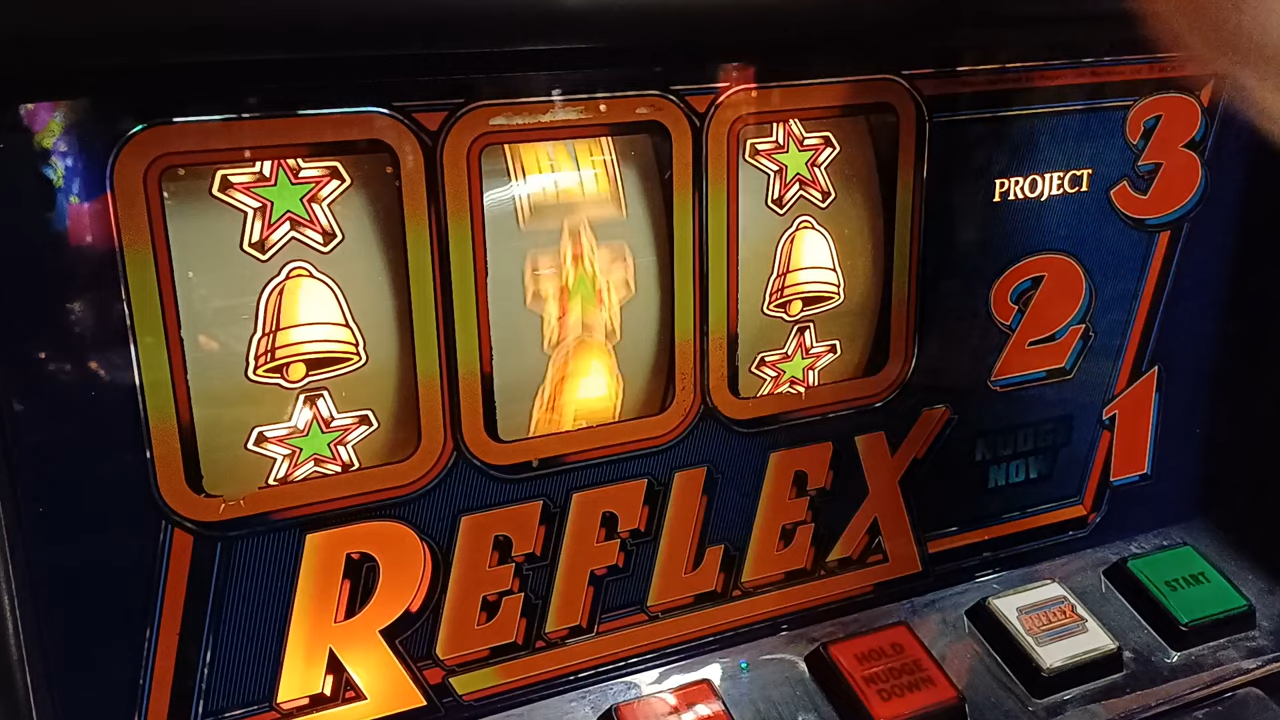 PROJECT
3
2
1
NUDGE
NOW
REFLEX
START
REFLEX
HOLD
NUDGE
DOWN